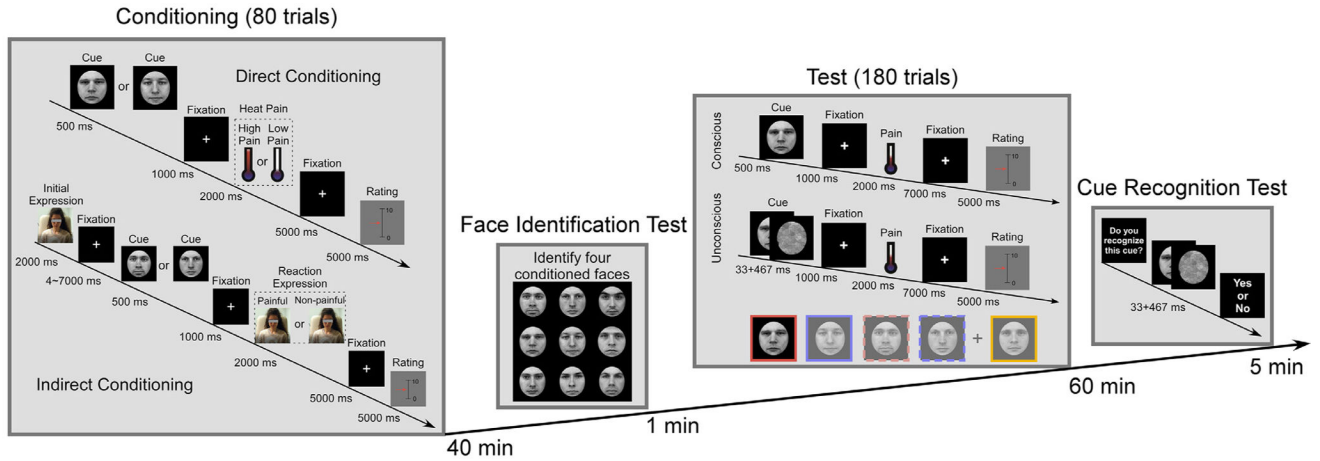 Conditioning (80 trials)
Direct Conditioning
Cue
or
Cue
500 ms
Fixation
+
1000 ms
Heat Pain
High
Pain
or
Low
Pain
2000 ms
Fixation
+
5000 ms
Rating
10
0
5000 ms
Initial
Expression
2000 ms
Fixation
+
4~7000 ms
Cue
or
Cue
500 ms
Fixation
+
1000 ms
Reaction
Expression
Painful
or
Non-painful
2000 ms
Fixation
+
5000 ms
Rating
10
0
5000 ms
Indirect Conditioning
40 min
Face Identification Test
Identify four
conditioned faces
1 min
Test (180 trials)
Conscious
Cue
500 ms
Fixation
+
1000 ms
Pain
2000 ms
Fixation
+
7000 ms
Rating
10
0
5000 ms
Unconscious
Cue
33+467 ms
Fixation
+
1000 ms
Pain
2000 ms
Fixation
+
7000 ms
Rating
10
0
5000 ms
+
60 min
Cue Recognition Test
Do you
recognize
this cue?
33+467 ms
Yes
or
No
5 min